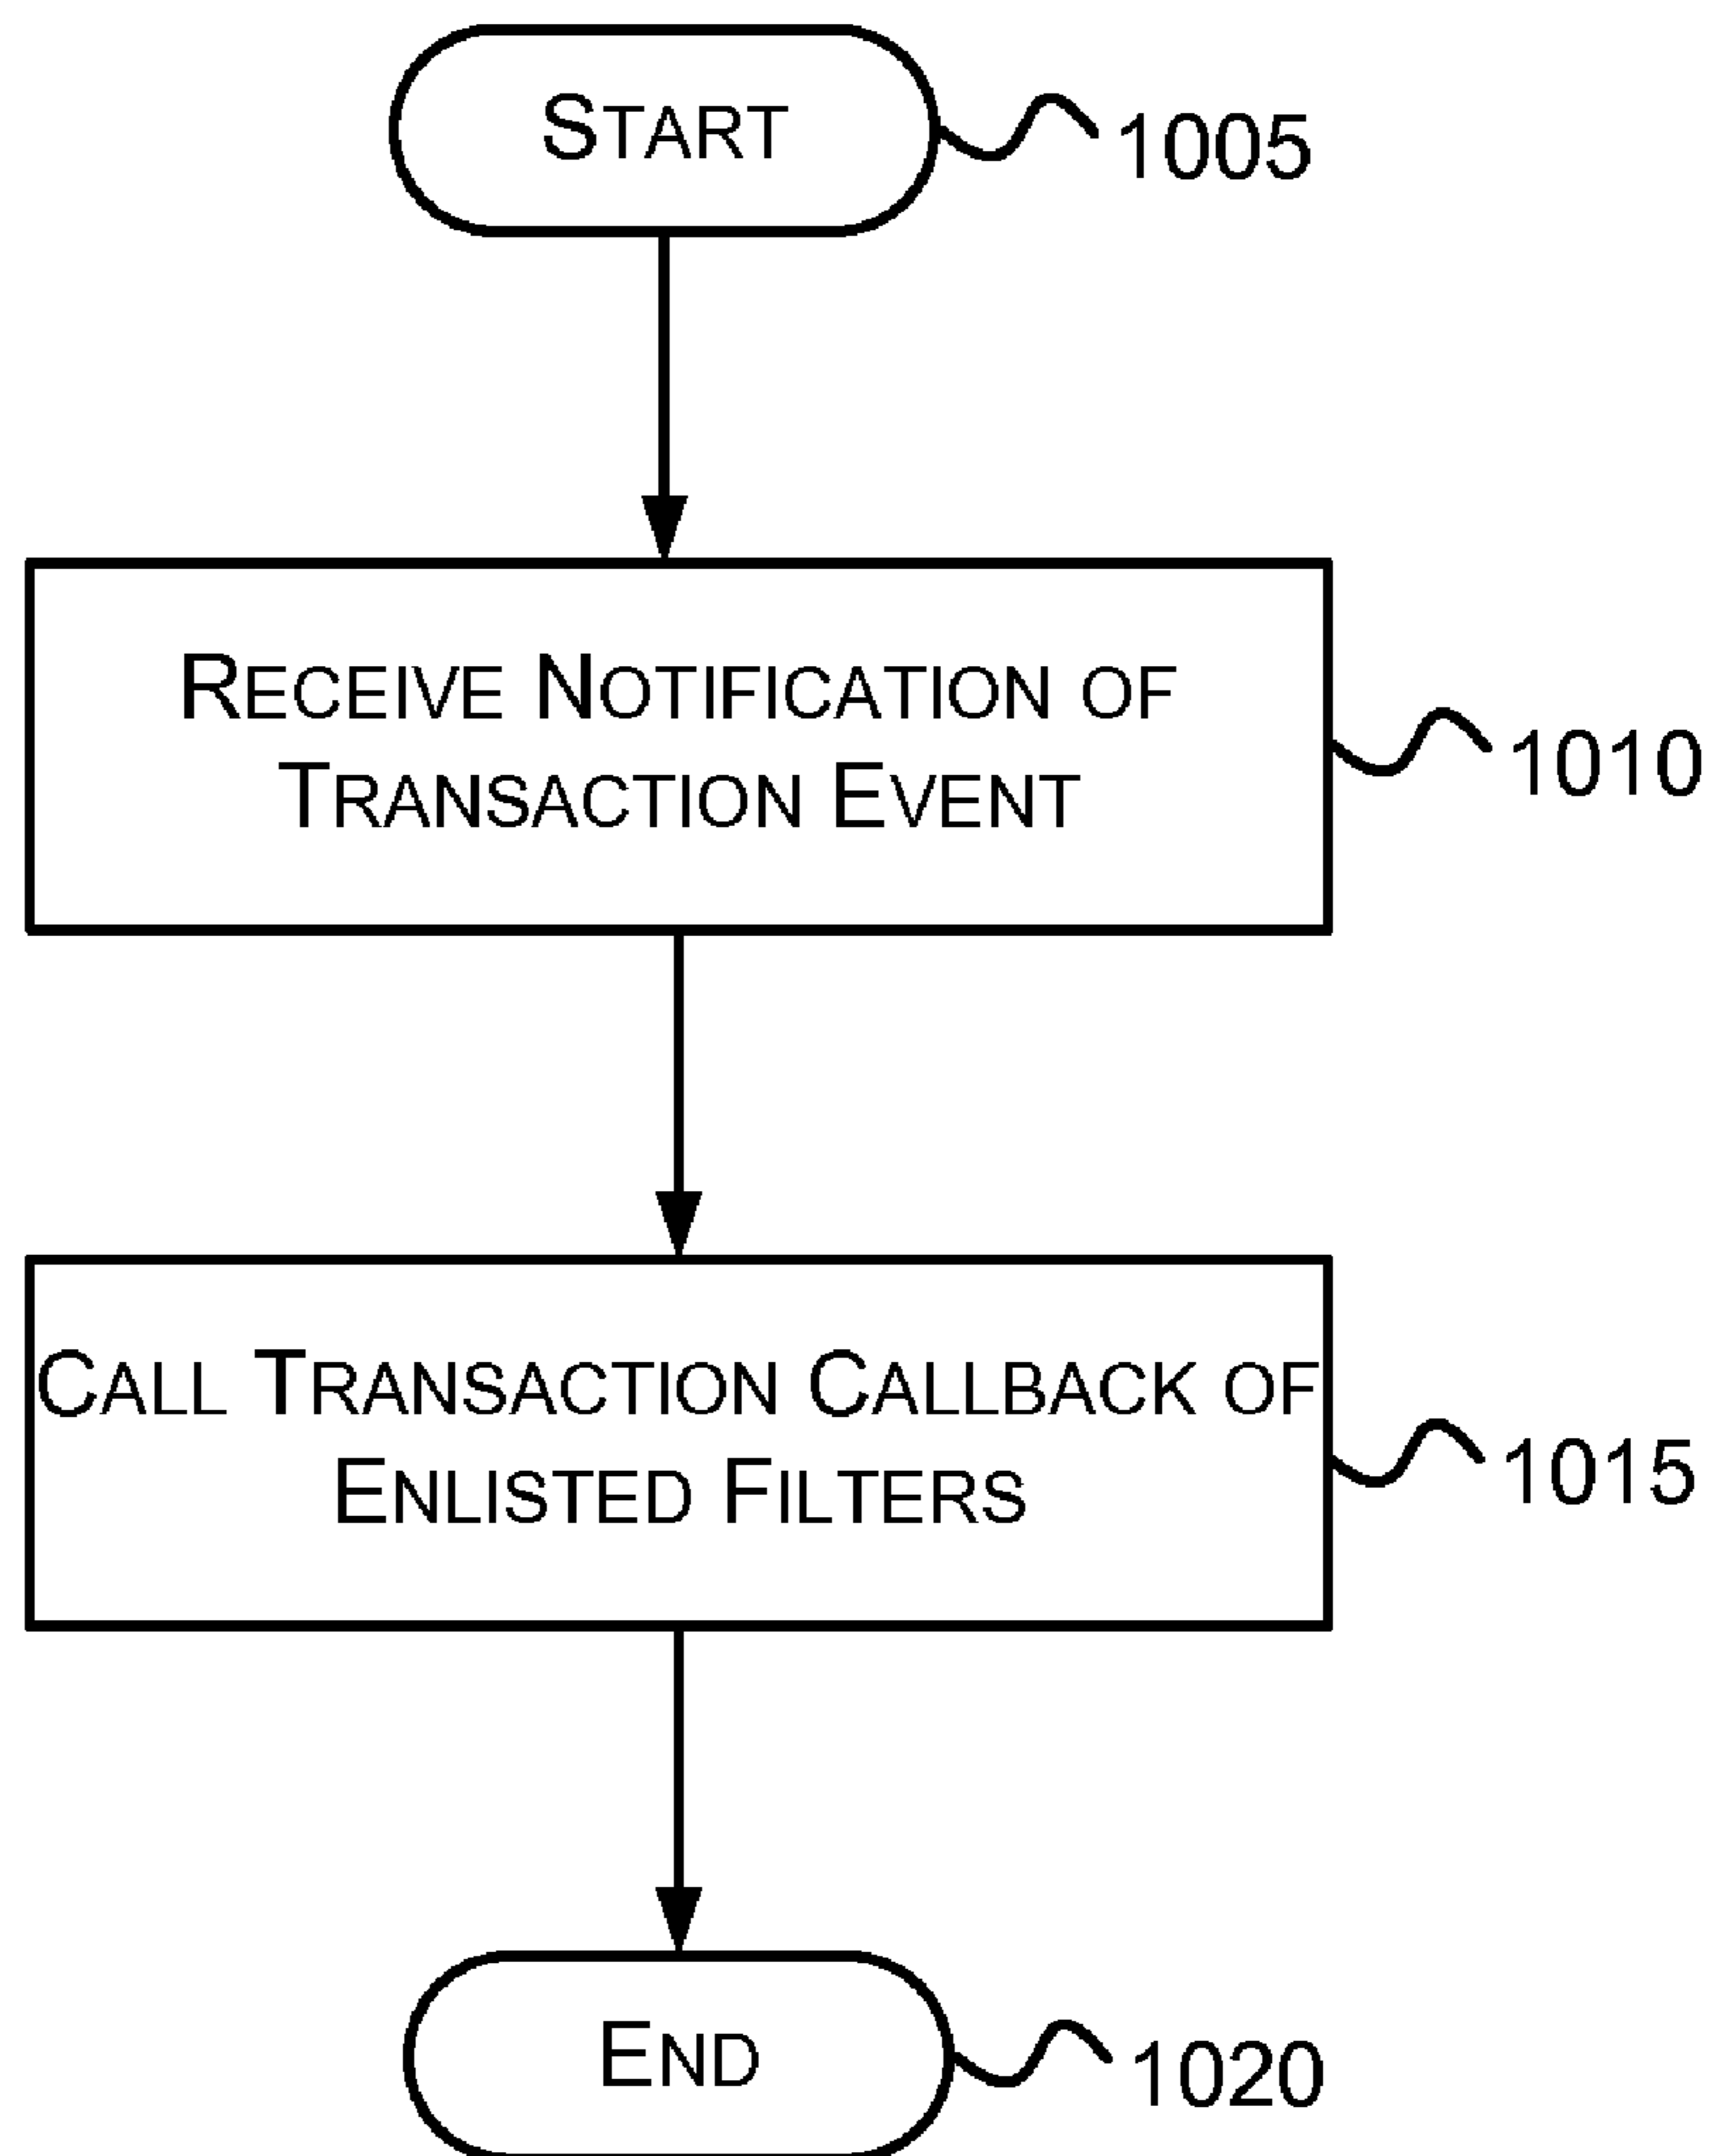 START
1005
RECEIVE NOTIFICATION OF
TRANSACTION EVENT
1010
CALL TRANSACTION CALLBACK OF
ENLISTED FILTERS
1015
END
1020